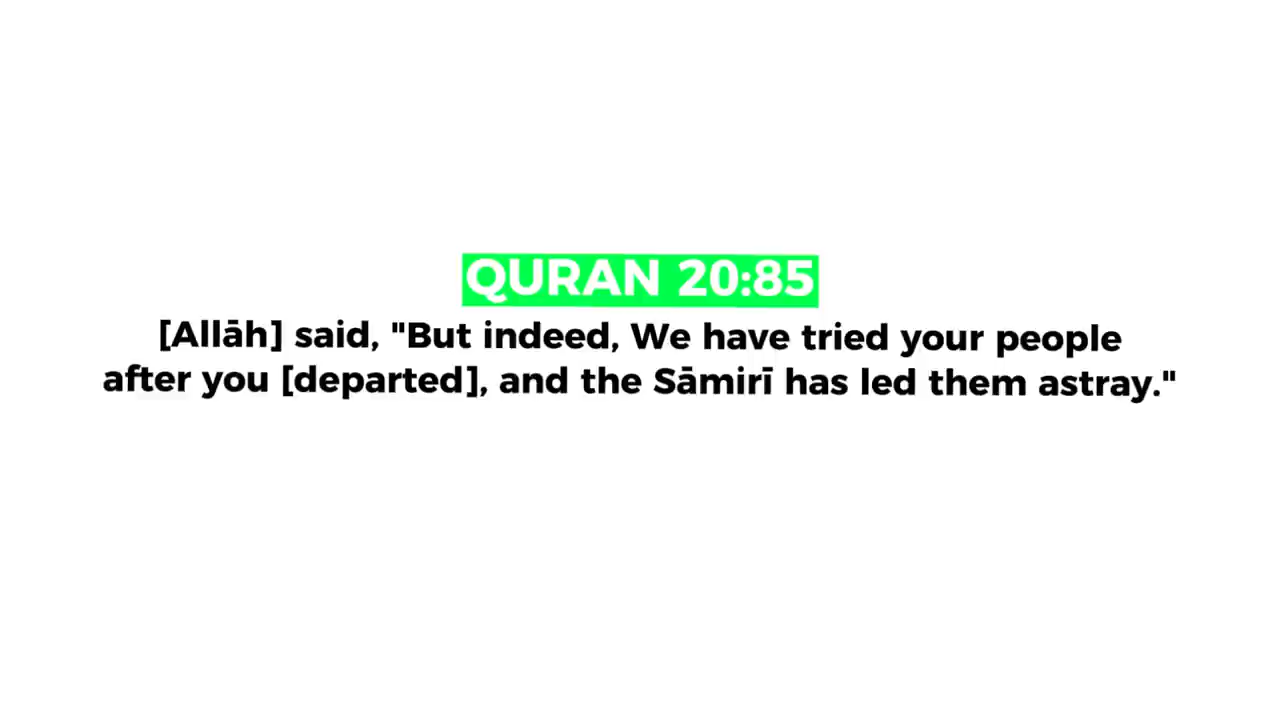 QURAN 20:85
[Allāh] said, "But indeed, We have tried your people
after you [departed], and the Sāmirī has led them astray."